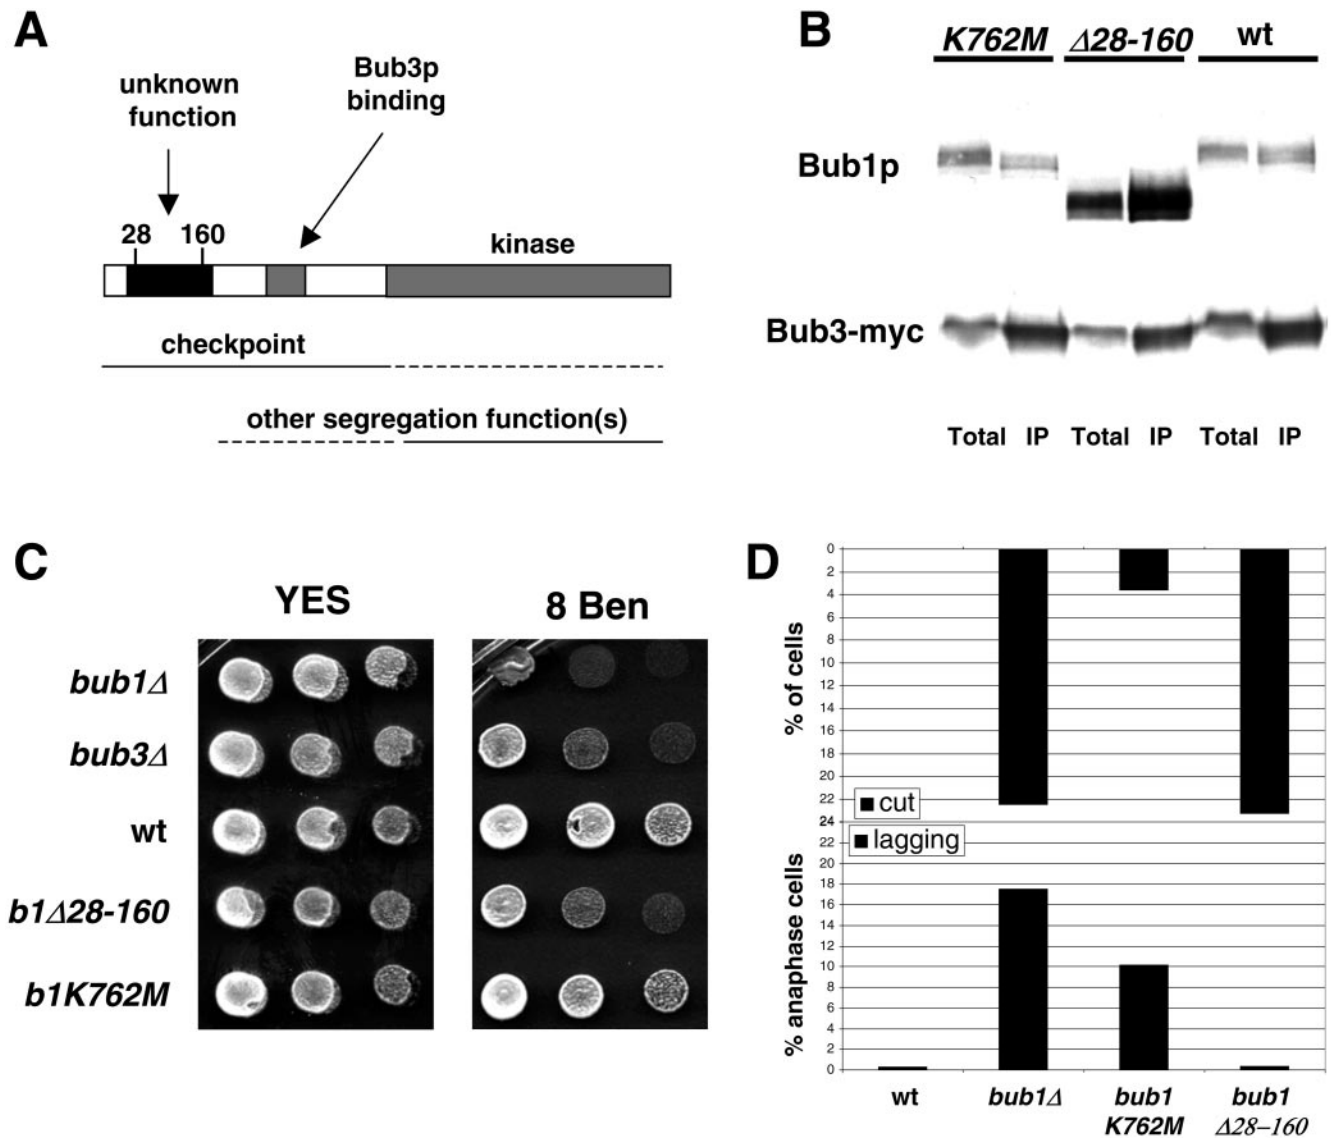 A
unknown
function
Bub3p
binding
28 160
kinase
checkpoint
other segregation function(s)
B
K762M Δ28-160 wt
Bub1p
Bub3-myc
Total IP Total IP Total IP
C
YES 8 Ben
bub1Δ
bub3Δ
wt
b1Δ28-160
b1K762M
D
% of cells
0
2
4
6
8
10
12
14
16
18
20
22
24
cut
lagging
% anaphase cells
22
20
18
16
14
12
10
8
6
4
2
0
wt bub1Δ bub1 bub1
K762M Δ28–160